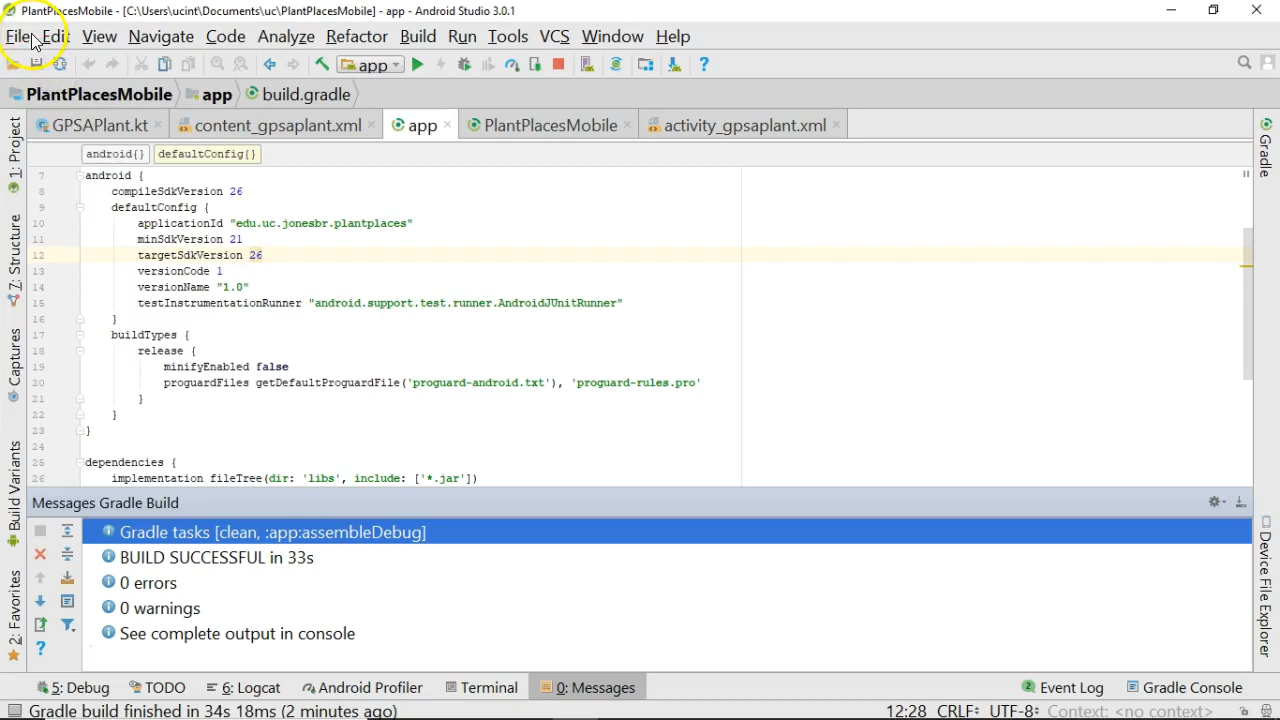 PlantPlacesMobile - [C:\Users\ucint\Documents\uc\PlantPlacesMobile] - app - Android Studio 3.0.1
File Edit View Navigate Code Analyze Refactor Build Run Tools VCS Window Help
app
PlantPlacesMobile app build.gradle
GPSAPlant.kt content_gpsaplant.xml app PlantPlacesMobile activity_gpsaplant.xml
android{} defaultConfig{}
7 android {
8 compileSdkVersion 26
9 defaultConfig {
10 applicationId "edu.uc.jonesbr.plantplaces"
11 minSdkVersion 21
12 targetSdkVersion 26
13 versionCode 1
14 versionName "1.0"
15 testInstrumentationRunner "android.support.test.runner.AndroidJUnitRunner"
16 }
17 buildTypes {
18 release {
19 minifyEnabled false
20 proguardFiles getDefaultProguardFile('proguard-android.txt'), 'proguard-rules.pro'
21 }
22 }
23 }
24
25 dependencies {
26 implementation fileTree(dir: 'libs', include: ['*.jar'])
1: Project
7: Structure
Captures
Build Variants
2: Favorites
Gradle
Device File Explorer
Messages Gradle Build
Gradle tasks [clean, :app:assembleDebug]
BUILD SUCCESSFUL in 33s
0 errors
0 warnings
See complete output in console
5: Debug TODO 6: Logcat Android Profiler Terminal 0: Messages 2 Event Log Gradle Console
Gradle build finished in 34s 18ms (2 minutes ago) 12:28 CRLF UTF-8 Context: <no context>